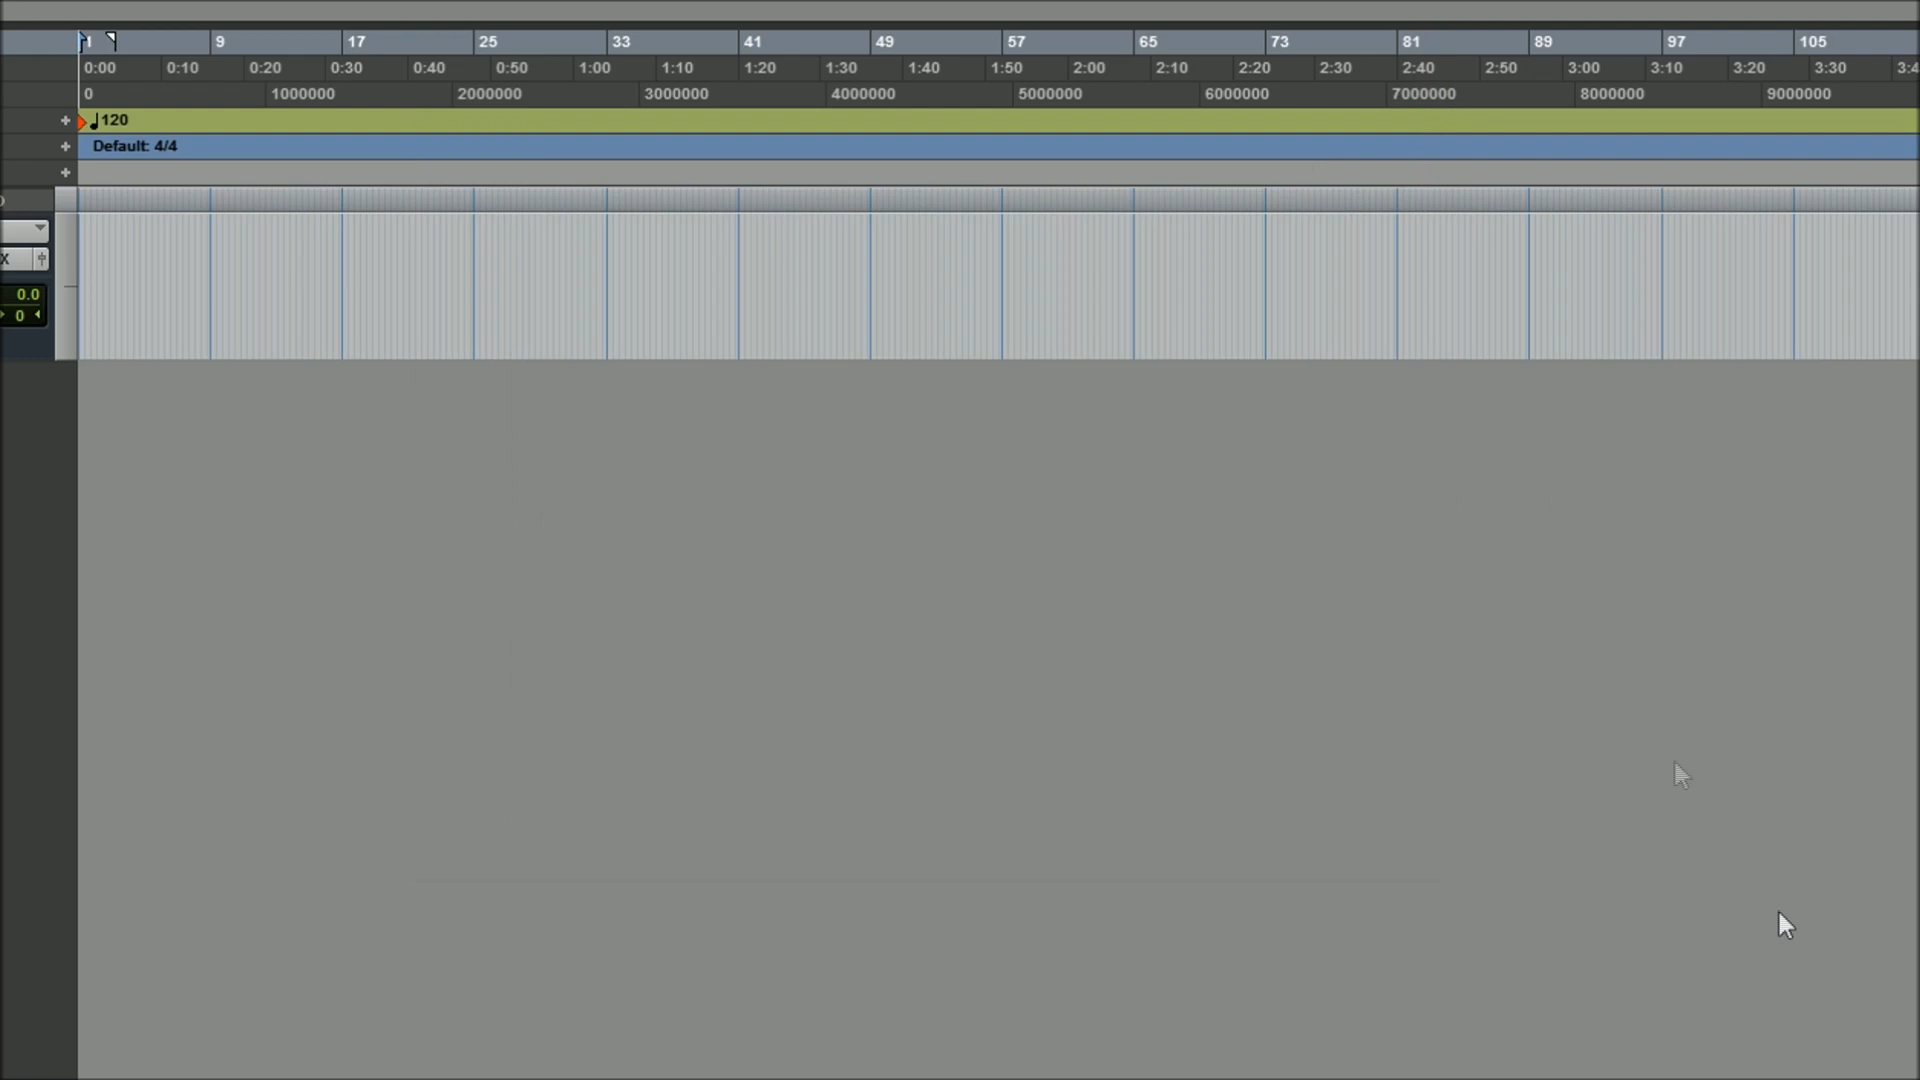 1 9 17 25 33 41 49 57 65 73 81 89 97 105
0:00 0:10 0:20 0:30 0:40 0:50 1:00 1:10 1:20 1:30 1:40 1:50 2:00 2:10 2:20 2:30 2:40 2:50 3:00 3:10 3:20 3:30
0 1000000 2000000 3000000 4000000 5000000 6000000 7000000 8000000 9000000
+ ♩120
+ Default: 4/4
+
X
0.0
0